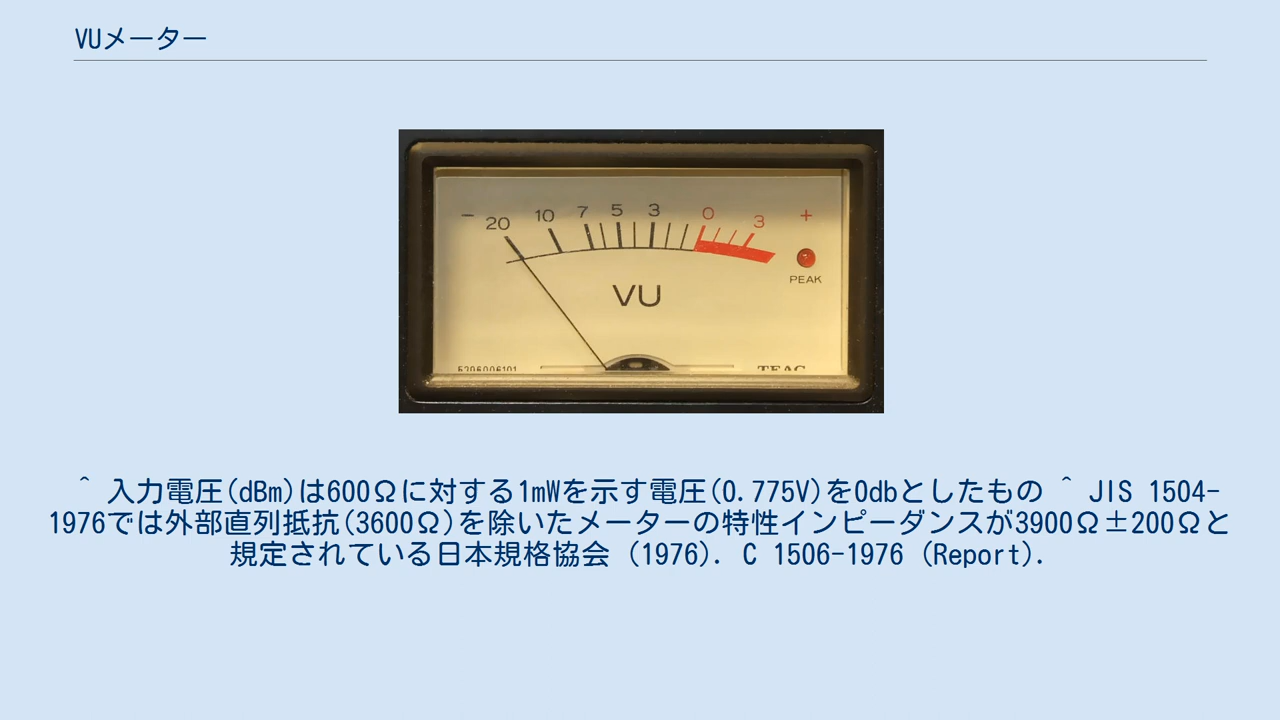 VUメーター
− 20 10 7 5 3 0 3 +
PEAK
VU
TEAC
^ 入力電圧(dBm)は600Ωに対する1mWを示す電圧(0.775V)を0dbとしたもの ^ JIS 1504-
1976では外部直列抵抗(3600Ω)を除いたメーターの特性インピーダンスが3900Ω±200Ωと
規定されている日本規格協会 (1976). C 1506-1976 (Report).